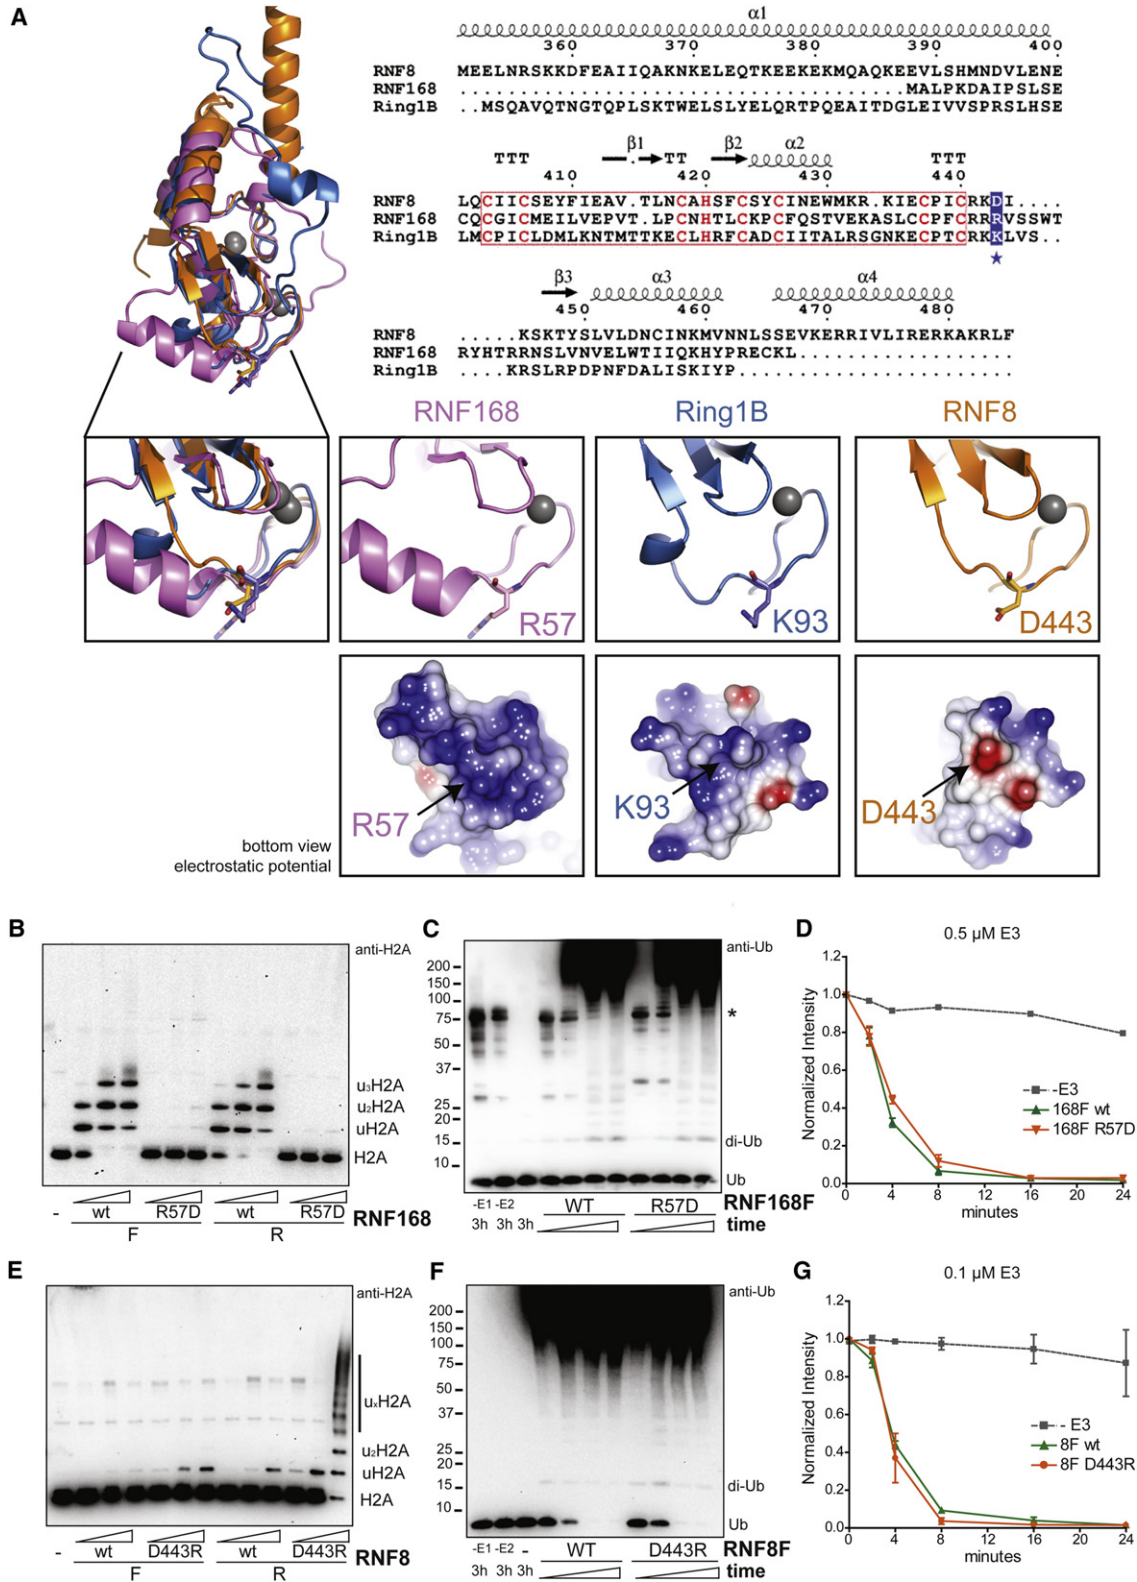 A
α1
360 370 380 390 400
RNF8 MEELNRSKKDFEAIIQAKNKELEQTKEEKEKMQAQKEEVLSHMNDVLENE
RNF168 MALPKDAIPSLSE
Ring1B ..MSQAVQTNGTQPLSKTWELSLYELQRTPQEAITDGLEIVVSPRSLHSE
TTT β1 TT β2 α2 TTT
410 420 430 440
RNF8 LQCIICSEYFIEAV.TLNCAHSFCSYCINEWMKR.KIECPICRKDI....
RNF168 CQCGICMEILVEPVT.LPCNHTLCKPCFQSTVEKASLCCPFCRRRVSSWT
Ring1B LMCPICLDMLKNTMTTKECLHRFCADCIITALRSGNKECPTCRKKLVS..
★
β3 α3 α4
450 460 470 480
RNF8 .....KSKTYSLVLDNCINKMVNNLSSEVKERRIVLIRERKAKRLF
RNF168 RYHTRRNSLVNVELWTIIQKHYPRECKL..................
Ring1B ....KRSLRPDPNFDALISKIYP.......................
RNF168 Ring1B RNF8
R57 K93 D443
R57 K93 D443
bottom view
electrostatic potential
B
anti-H2A
u3H2A
u2H2A
uH2A
H2A
- wt R57D wt R57D RNF168
F R
C
anti-Ub
200
150
100
75
50
37
25
20
15
10
*
di-Ub
Ub
-E1 -E2 - WT R57D RNF168F
3h 3h 3h time
D
0.5 µM E3
Normalized Intensity
1.2
1.0
0.8
0.6
0.4
0.2
0.0
0 4 8 12 16 20 24
minutes
- E3
168F wt
168F R57D
E
anti-H2A
uxH2A
u2H2A
uH2A
H2A
- wt D443R wt D443R RNF8
F R
F
anti-Ub
200
150
100
75
50
37
25
20
15
10
di-Ub
Ub
-E1 -E2 - WT D443R RNF8F
3h 3h 3h time
G
0.1 µM E3
Normalized Intensity
1.2
1.0
0.8
0.6
0.4
0.2
0.0
0 4 8 12 16 20 24
minutes
- E3
8F wt
8F D443R